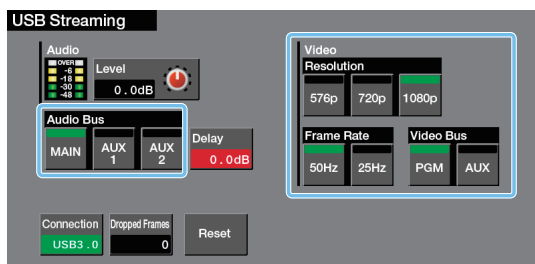 USB Streaming
Audio
OVER
-6
-18
-30
-48
Level
0.0dB
Audio Bus
MAIN
AUX
1
AUX
2
Delay
0.0dB
Video
Resolution
576p 720p 1080p
Frame Rate
50Hz 25Hz
Video Bus
PGM AUX
Connection
USB3.0
Dropped Frames
0
Reset